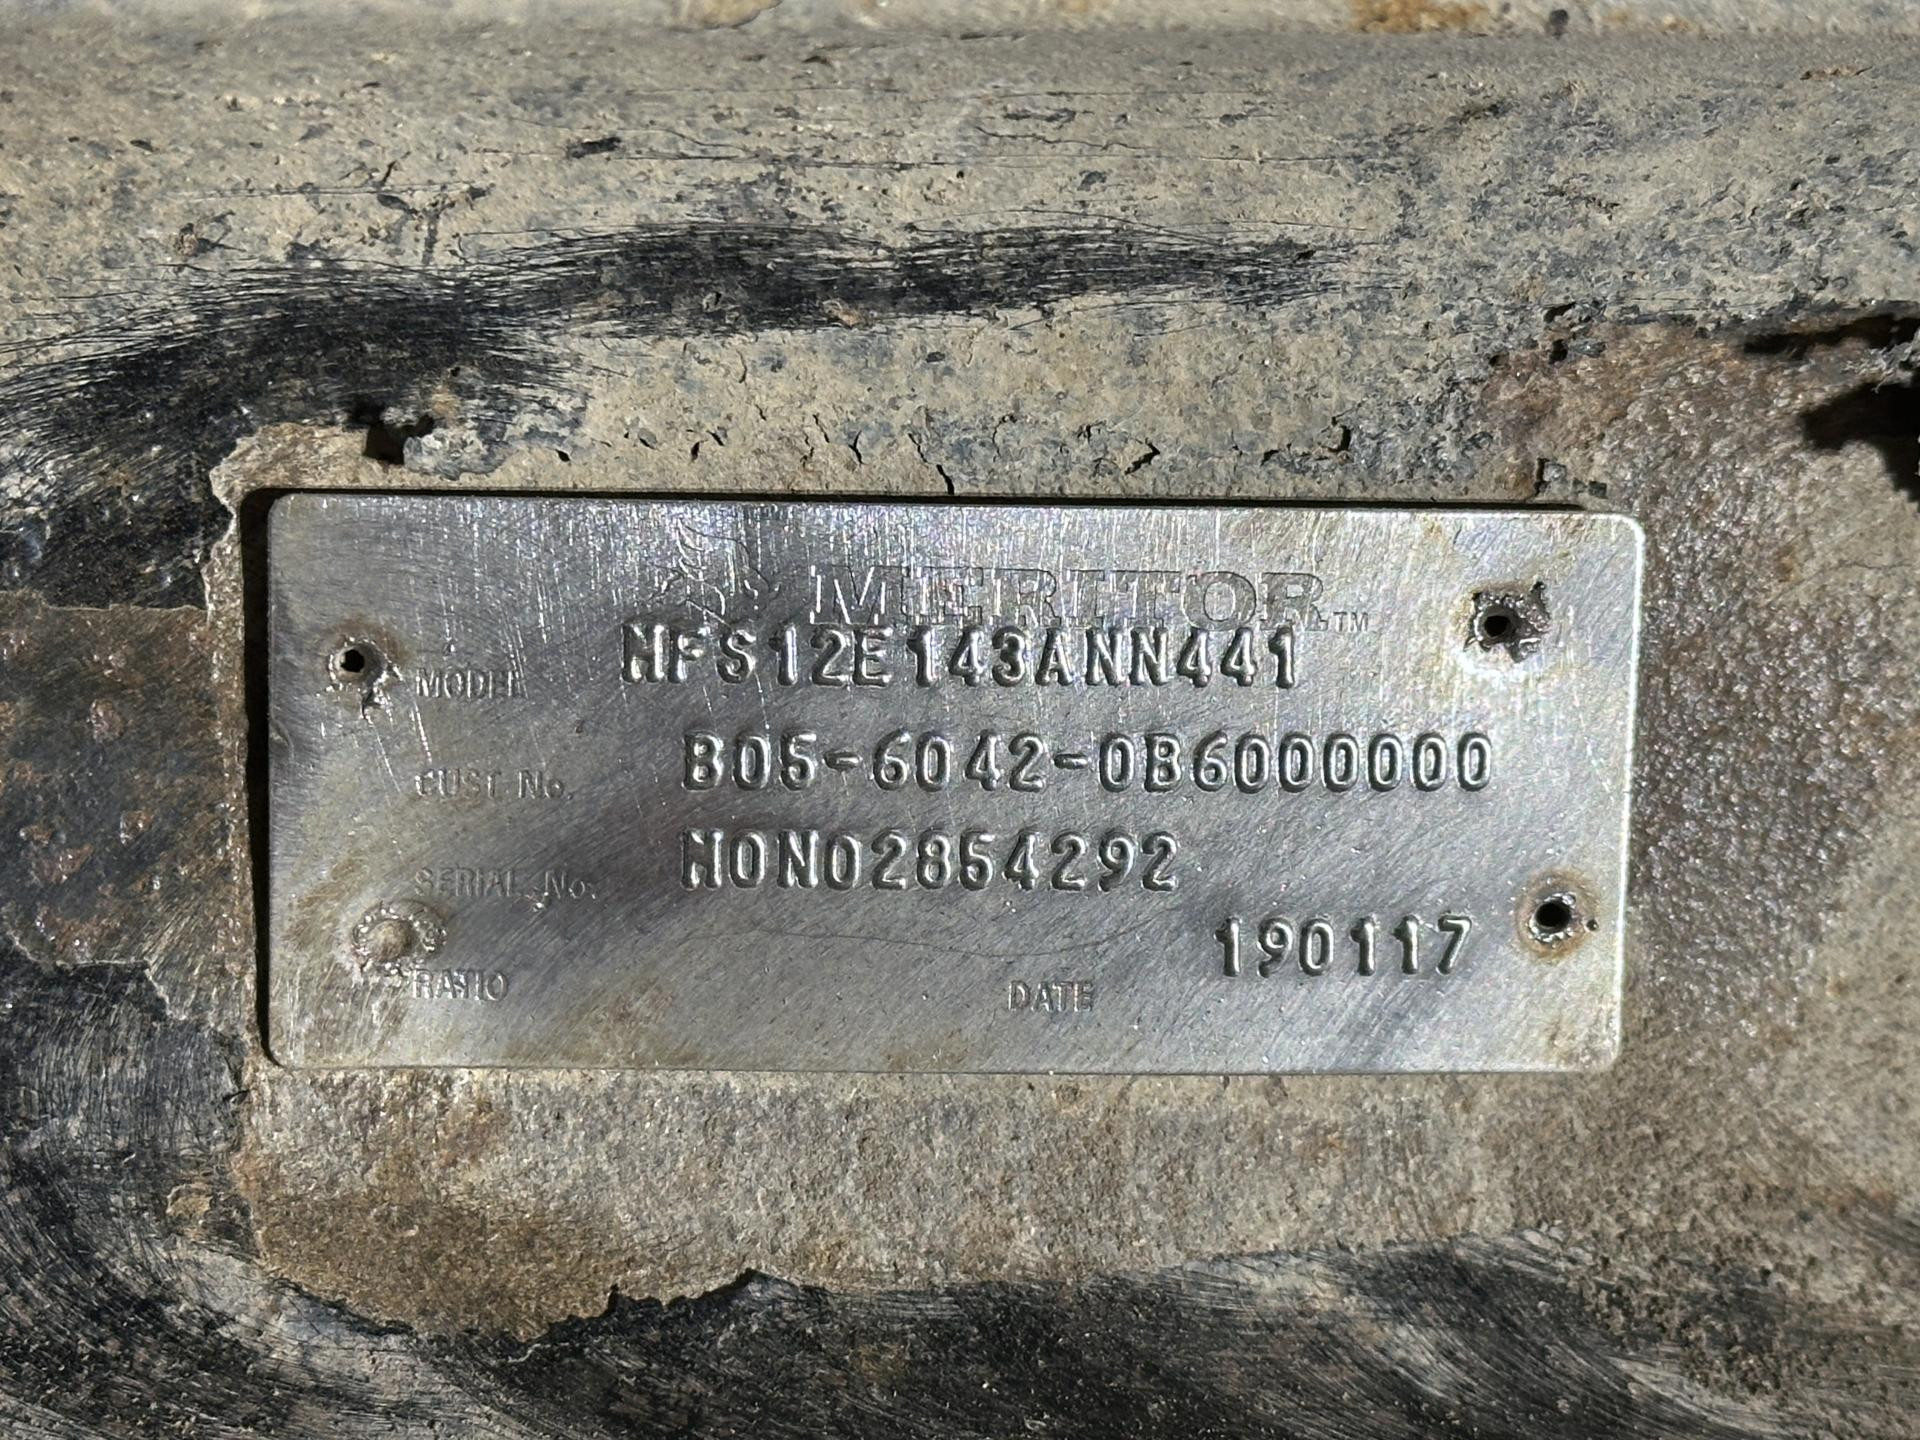 MERITOR™
MODEL MFS12E143ANN441
CUST. No. B05-6042-0B6000000
SERIAL No. MON02854292
RATIO DATE 190117